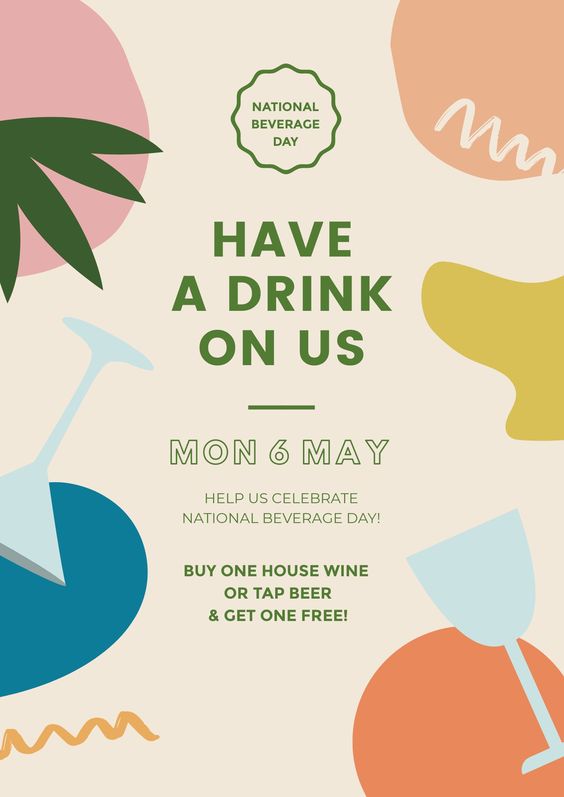 NATIONAL
BEVERAGE
DAY
HAVE
A DRINK
ON US
MON 6 MAY
HELP US CELEBRATE
NATIONAL BEVERAGE DAY!
BUY ONE HOUSE WINE
OR TAP BEER
& GET ONE FREE!